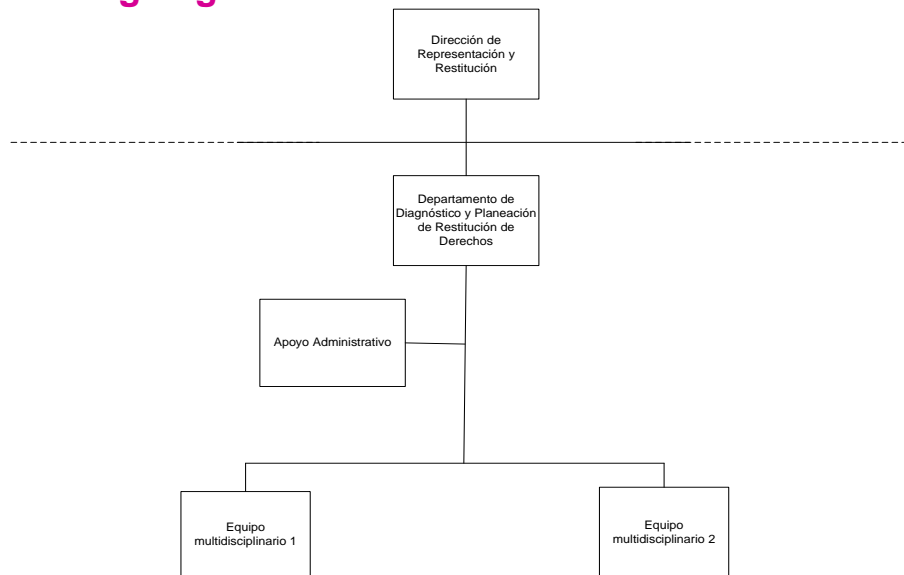 Dirección de
Representación y
Restitución
Departamento de
Diagnóstico y Planeación
de Restitución de
Derechos
Apoyo Administrativo
Equipo
multidisciplinario 1
Equipo
multidisciplinario 2